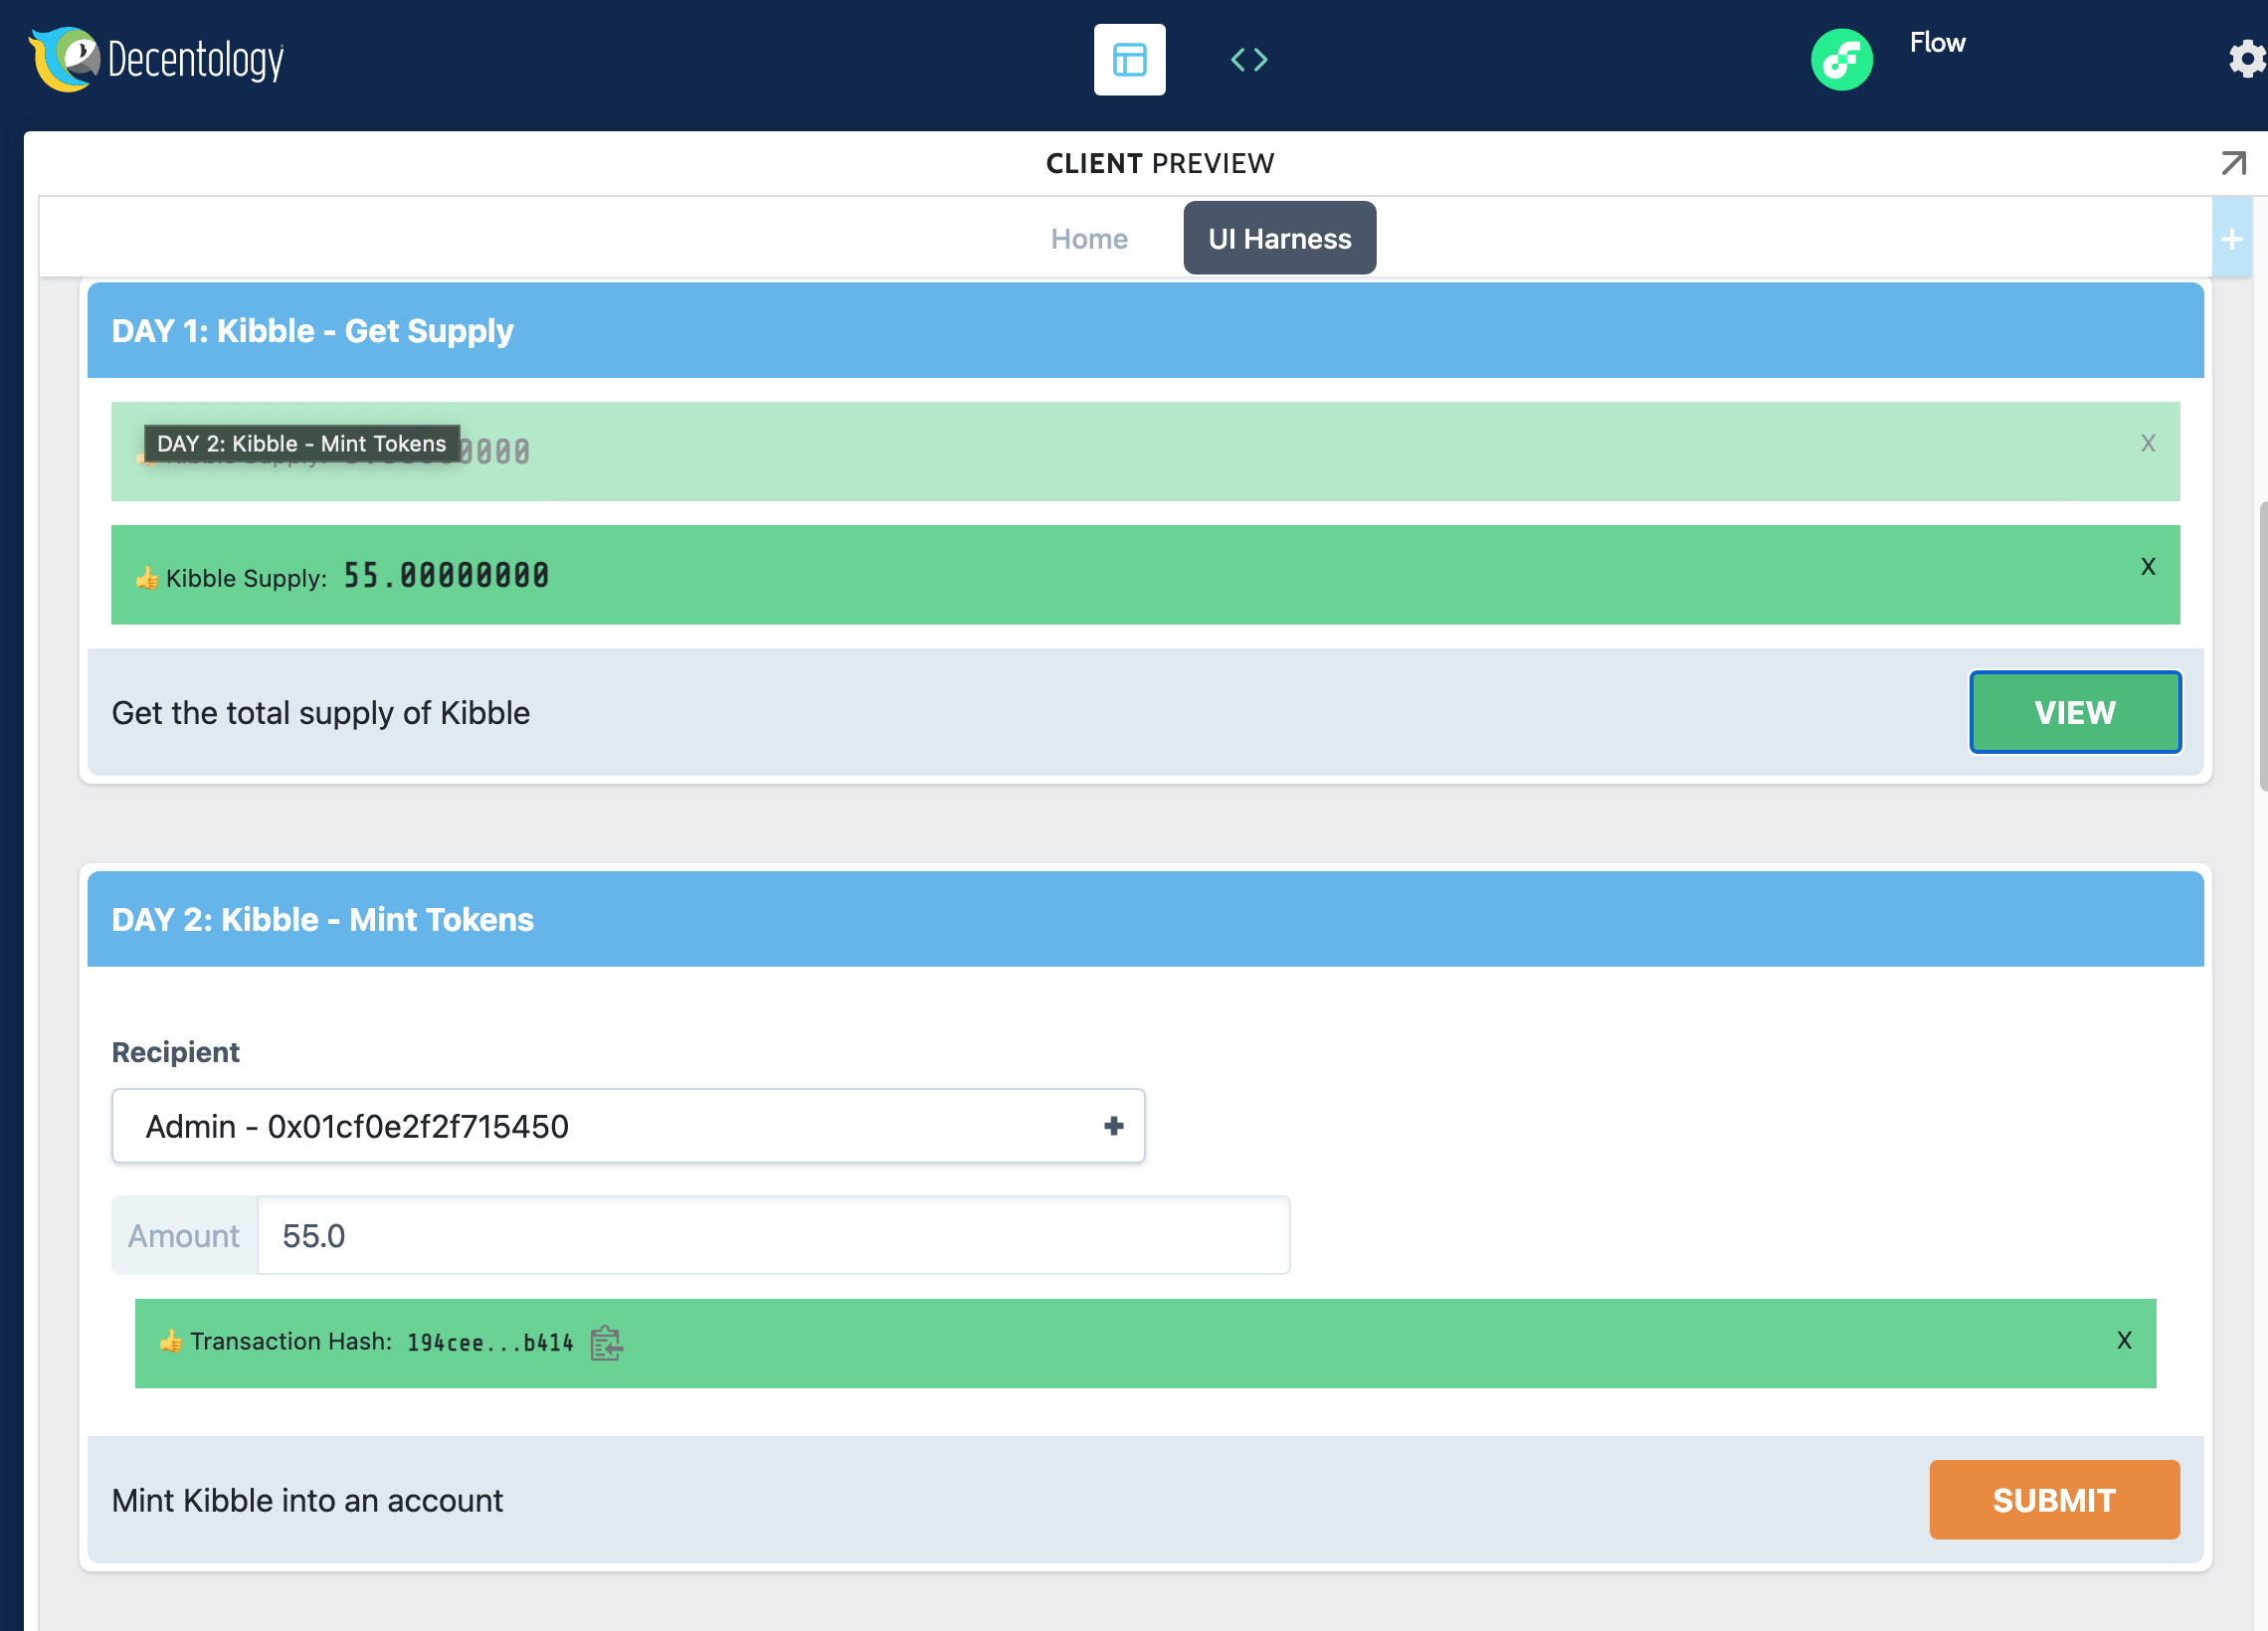 Decentology
Flow
CLIENT PREVIEW
Home
UI Harness
+
DAY 1: Kibble - Get Supply
DAY 2: Kibble - Mint Tokens
0000
X
👍 Kibble Supply: 55.00000000
X
Get the total supply of Kibble
VIEW
DAY 2: Kibble - Mint Tokens
Recipient
Admin - 0x01cf0e2f2f715450
Amount
55.0
👍 Transaction Hash: 194cee...b414
X
Mint Kibble into an account
SUBMIT